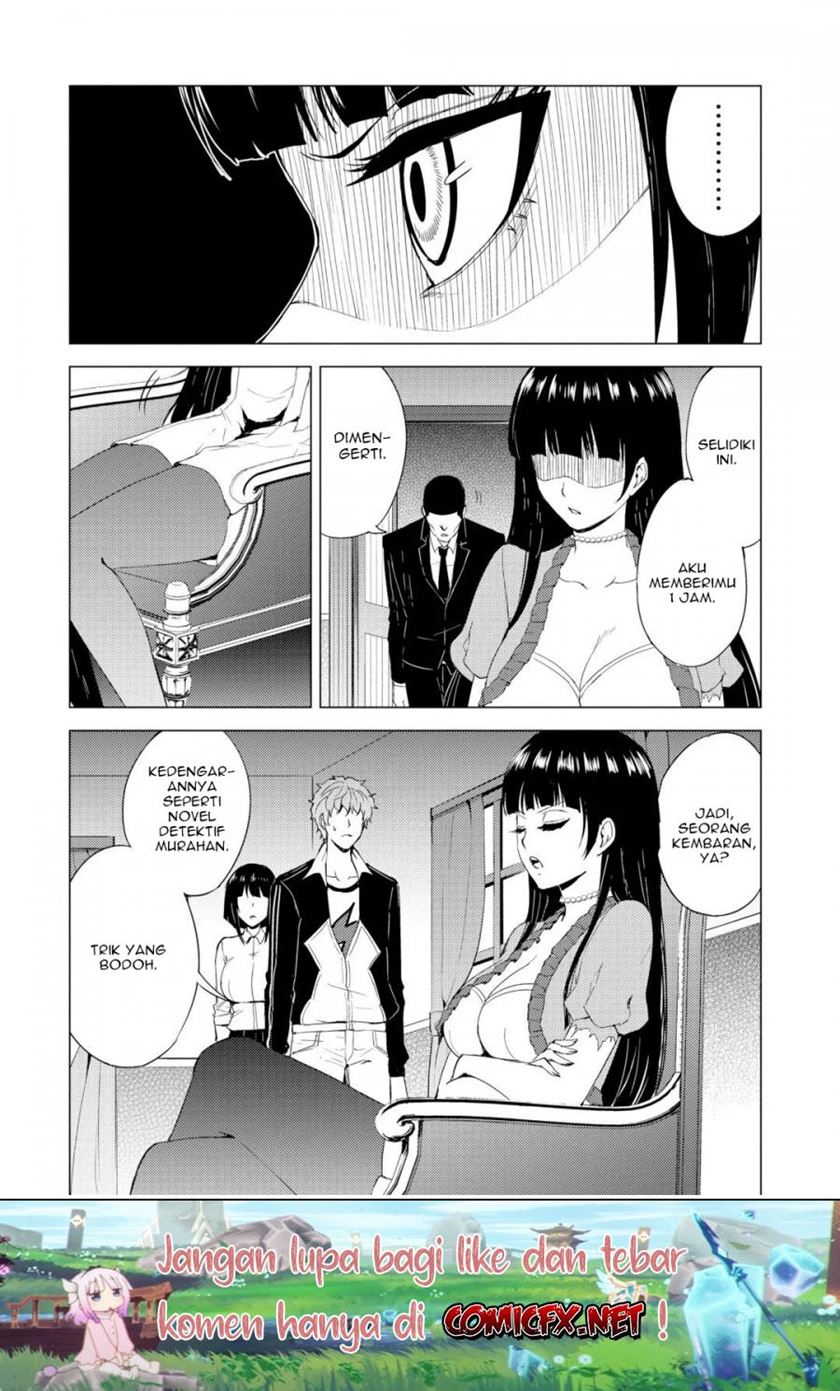 .........
SELIDIKI
INI.
AKU
MEMBERIMU
1 JAM.
DIMEN-
GERTI.
JADI,
SEORANG
KEMBARAN,
YA?
KEDENGAR-
ANNYA
SEPERTI
NOVEL
DETEKTIF
MURAHAN.
TRIK YANG
BODOH.
Jangan lupa bagi like dan tebar
komen hanya di COMICFX.NET !